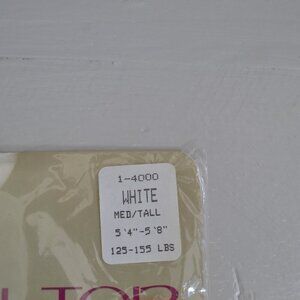 1-4000
WHITE
MED/TALL
5'4"-5'8"
125-155 LBS
TOP